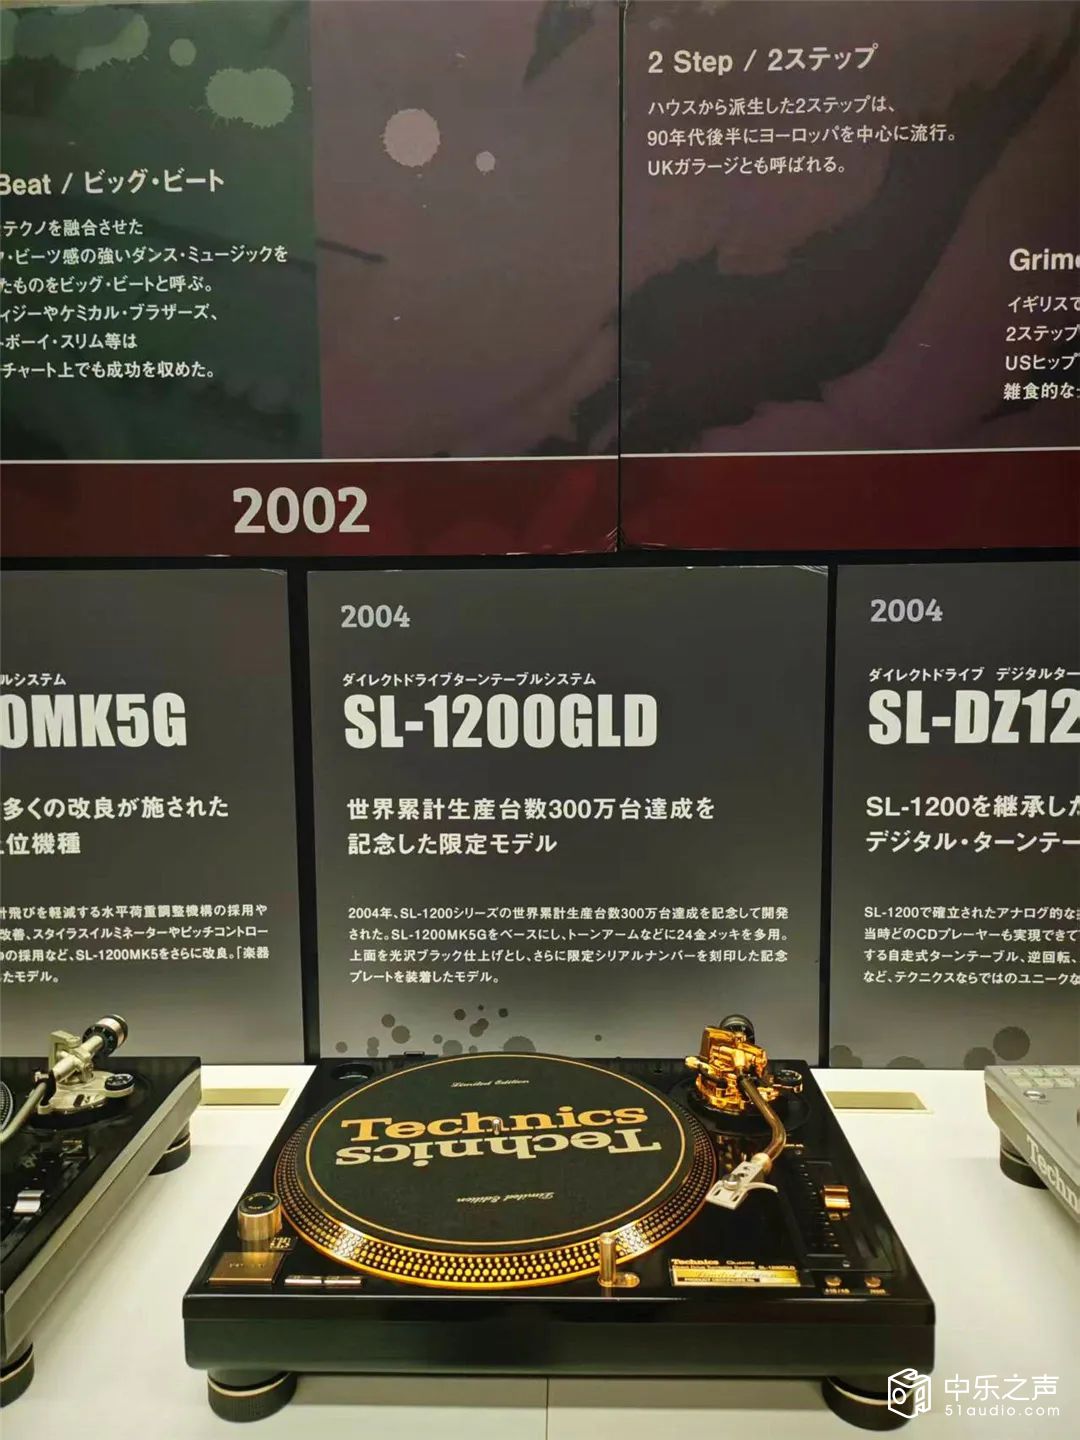 Beat / ビッグ・ビート
テクノを融合させた
・ビーツ感の強いダンス・ミュージックを
たものをビッグ・ビートと呼ぶ。
ィジーやケミカル・ブラザーズ、
ボーイ・スリム等は
チャート上でも成功を収めた。
2 Step / 2ステップ
ハウスから派生した2ステップは、
90年代後半にヨーロッパを中心に流行。
UKガラージとも呼ばれる。
Grime
イギリスで
2ステップ
USヒップ
雑食的な
2002
ルシステム
0MK5G
多くの改良が施された
位機種
針飛びを軽減する水平荷重調整機構の採用や
改善、スタイラスイルミネーターやピッチコントロー
の採用など、SL-1200MK5をさらに改良。「楽器
たモデル。
2004
ダイレクトドライブターンテーブルシステム
SL-1200GLD
世界累計生産台数300万台達成を
記念した限定モデル
2004年、SL-1200シリーズの世界累計生産台数300万台達成を記念して開発
された。SL-1200MK5Gをベースにし、トーンアームなどに24金メッキを多用。
上面を光沢ブラック仕上げとし、さらに限定シリアルナンバーを刻印した記念
プレートを装着したモデル。
2004
ダイレクトドライブ デジタルター
SL-DZ12
SL-1200を継承した
デジタル・ターンテー
SL-1200で確立されたアナログ的な
当時どのCDプレーヤーも実現できて
する自走式ターンテーブル、逆回転、
など、テクニクスならではのユニークな
Limited Edition
Technics
Technics
Limited Edition
Technics Quartz
SL-1200GLD
Techn
中乐之声
51audio.com